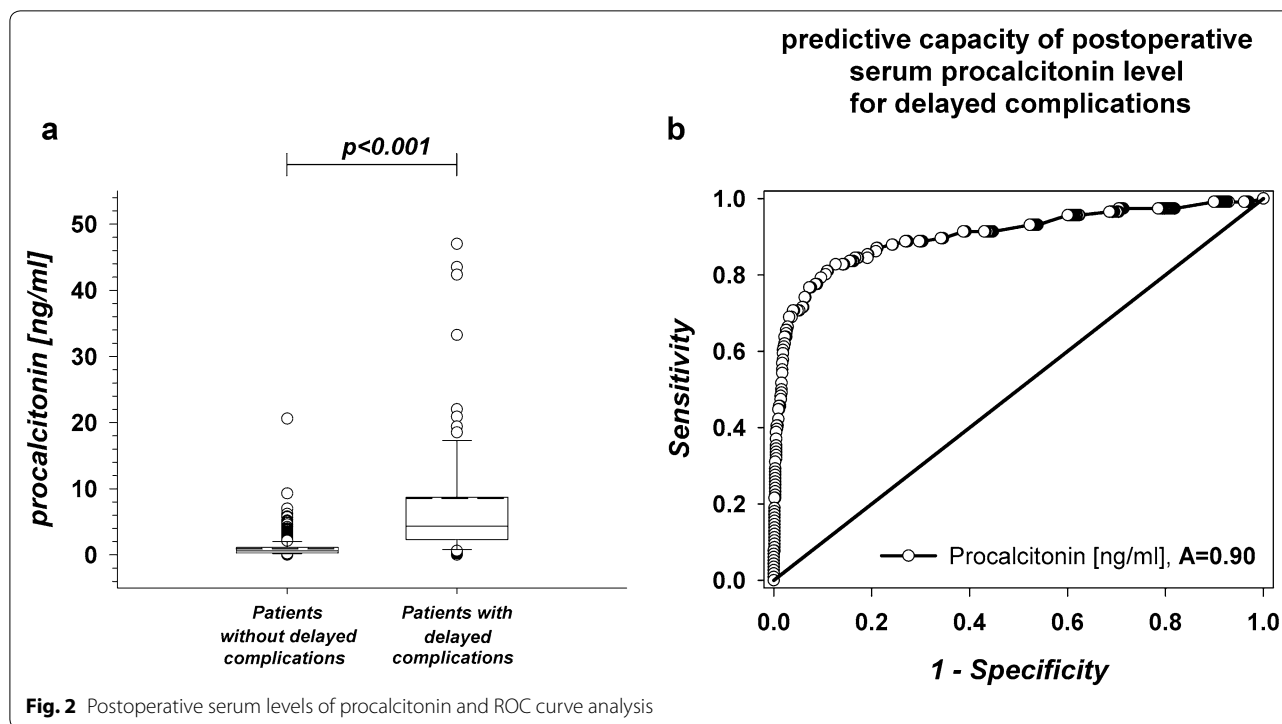 predictive capacity of postoperative
serum procalcitonin level
for delayed complications
a
p<0.001
procalcitonin [ng/ml]
50
40
30
20
10
0
Patients
without delayed
complications
Patients with
delayed
complications
b
Sensitivity
1.0
0.8
0.6
0.4
0.2
0.0
Procalcitonin [ng/ml], A=0.90
0.0 0.2 0.4 0.6 0.8 1.0
1 - Specificity
Fig. 2 Postoperative serum levels of procalcitonin and ROC curve analysis